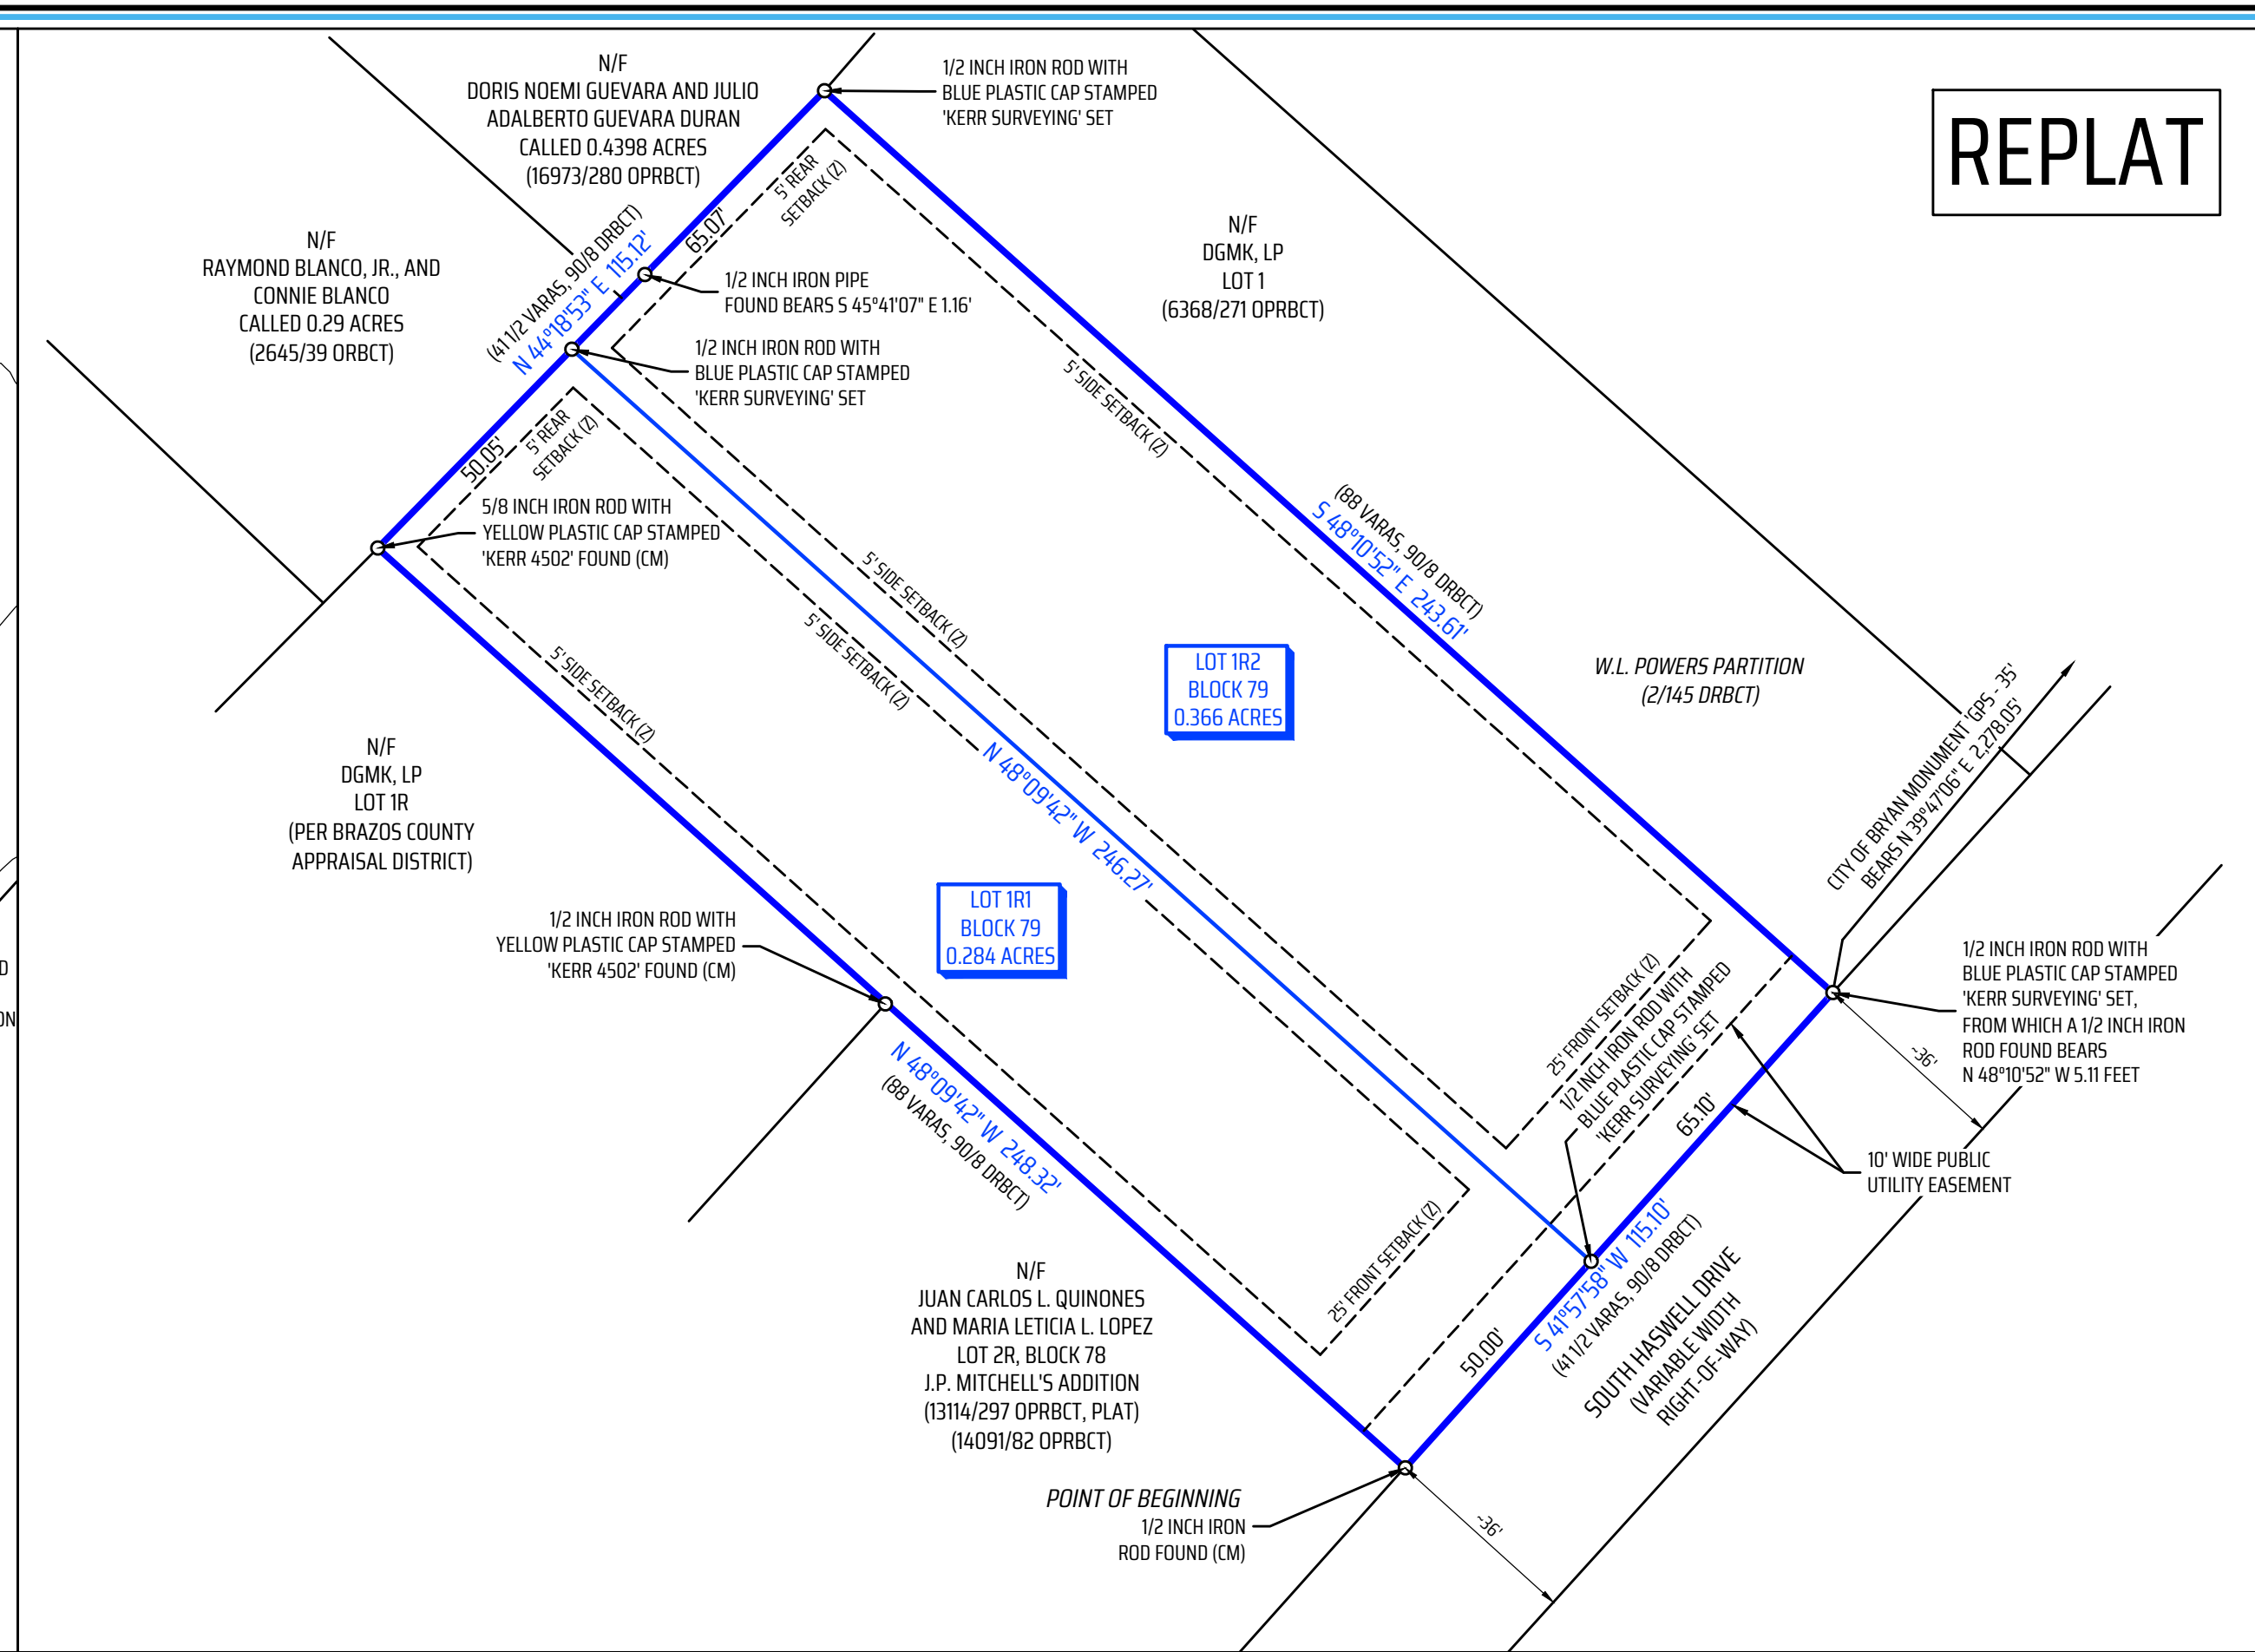 REPLAT
N/F
DORIS NOEMI GUEVARA AND JULIO
ADALBERTO GUEVARA DURAN
CALLED 0.4398 ACRES
(16973/280 OPRBCT)
1/2 INCH IRON ROD WITH
BLUE PLASTIC CAP STAMPED
'KERR SURVEYING' SET
N/F
RAYMOND BLANCO, JR., AND
CONNIE BLANCO
CALLED 0.29 ACRES
(2645/39 ORBCT)
(41 1/2 VARAS, 90/8 DRBCT)
N 44°18'53" E 115.12'
65.07'
5' REAR
SETBACK (Z)
1/2 INCH IRON PIPE
FOUND BEARS S 45°41'07" E 1.16'
1/2 INCH IRON ROD WITH
BLUE PLASTIC CAP STAMPED
'KERR SURVEYING' SET
N/F
DGMK, LP
LOT 1
(6368/271 OPRBCT)
5' SIDE SETBACK (Z)
50.05'
5' REAR
SETBACK (Z)
5/8 INCH IRON ROD WITH
YELLOW PLASTIC CAP STAMPED
'KERR 4502' FOUND (CM)
(88 VARAS, 90/8 DRBCT)
S 48°10'52" E 243.61'
5' SIDE SETBACK (Z)
5' SIDE SETBACK (Z)
5' SIDE SETBACK (Z)
LOT 1R2
BLOCK 79
0.366 ACRES
W.L. POWERS PARTITION
(2/145 DRBCT)
CITY OF BRYAN MONUMENT 'GPS - 35'
BEARS N 39°47'06" E 2,278.05'
N/F
DGMK, LP
LOT 1R
(PER BRAZOS COUNTY
APPRAISAL DISTRICT)
N 48°09'42" W 246.27'
LOT 1R1
BLOCK 79
0.284 ACRES
1/2 INCH IRON ROD WITH
YELLOW PLASTIC CAP STAMPED
'KERR 4502' FOUND (CM)
D
ON
1/2 INCH IRON ROD WITH
BLUE PLASTIC CAP STAMPED
'KERR SURVEYING' SET,
FROM WHICH A 1/2 INCH IRON
ROD FOUND BEARS
N 48°10'52" W 5.11 FEET
25' FRONT SETBACK (Z)
1/2 INCH IRON ROD WITH
BLUE PLASTIC CAP STAMPED
'KERR SURVEYING' SET
~36'
65.10'
N 48°09'42" W 248.32'
(88 VARAS, 90/8 DRBCT)
10' WIDE PUBLIC
UTILITY EASEMENT
25' FRONT SETBACK (Z)
50.00'
S 41°57'58" W 115.10'
(41 1/2 VARAS, 90/8 DRBCT)
SOUTH HASWELL DRIVE
(VARIABLE WIDTH
RIGHT-OF-WAY)
N/F
JUAN CARLOS L. QUINONES
AND MARIA LETICIA L. LOPEZ
LOT 2R, BLOCK 78
J.P. MITCHELL'S ADDITION
(13114/297 OPRBCT, PLAT)
(14091/82 OPRBCT)
POINT OF BEGINNING
1/2 INCH IRON
ROD FOUND (CM)
~36'